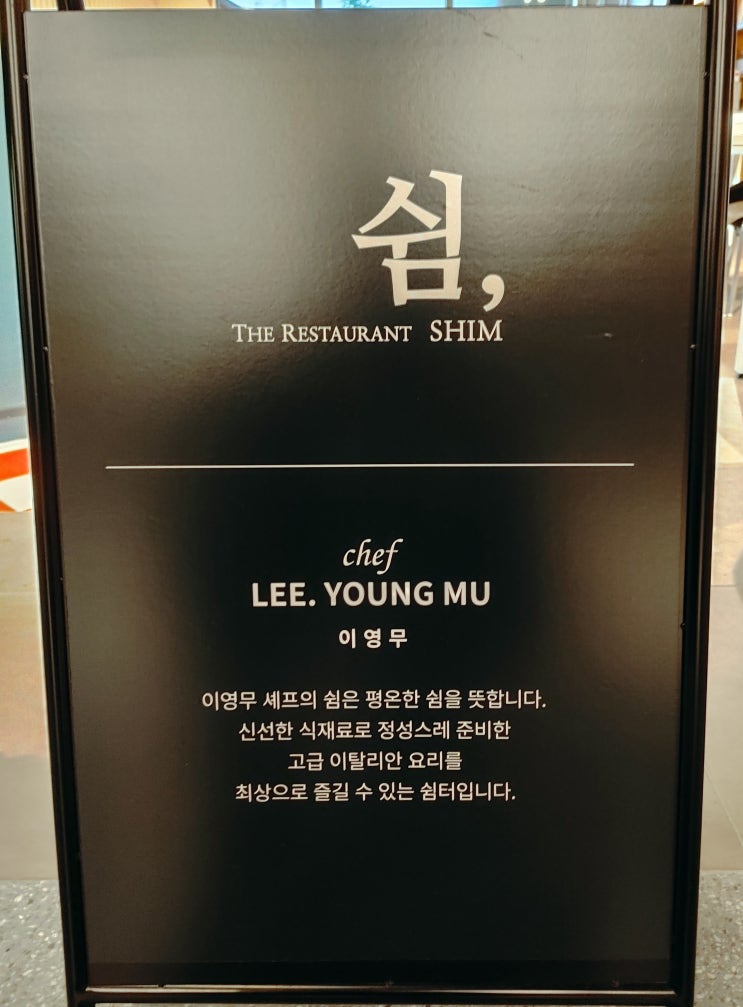 쉼,
THE RESTAURANT SHIM
chef
LEE. YOUNG MU
이영무
이영무 셰프의 쉼은 평온한 쉼을 뜻합니다.
신선한 식재료로 정성스레 준비한
고급 이탈리안 요리를
최상으로 즐길 수 있는 쉼터입니다.